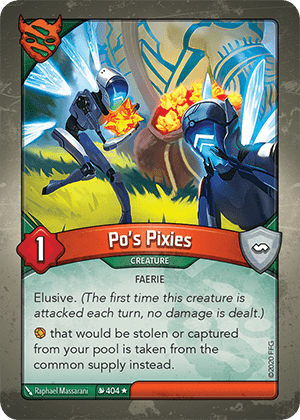 Po's Pixies
1
CREATURE
FAERIE
Elusive. (The first time this creature is
attacked each turn, no damage is dealt.)
that would be stolen or captured
from your pool is taken from the
common supply instead.
Raphael Massarani
404
©2020 FFG